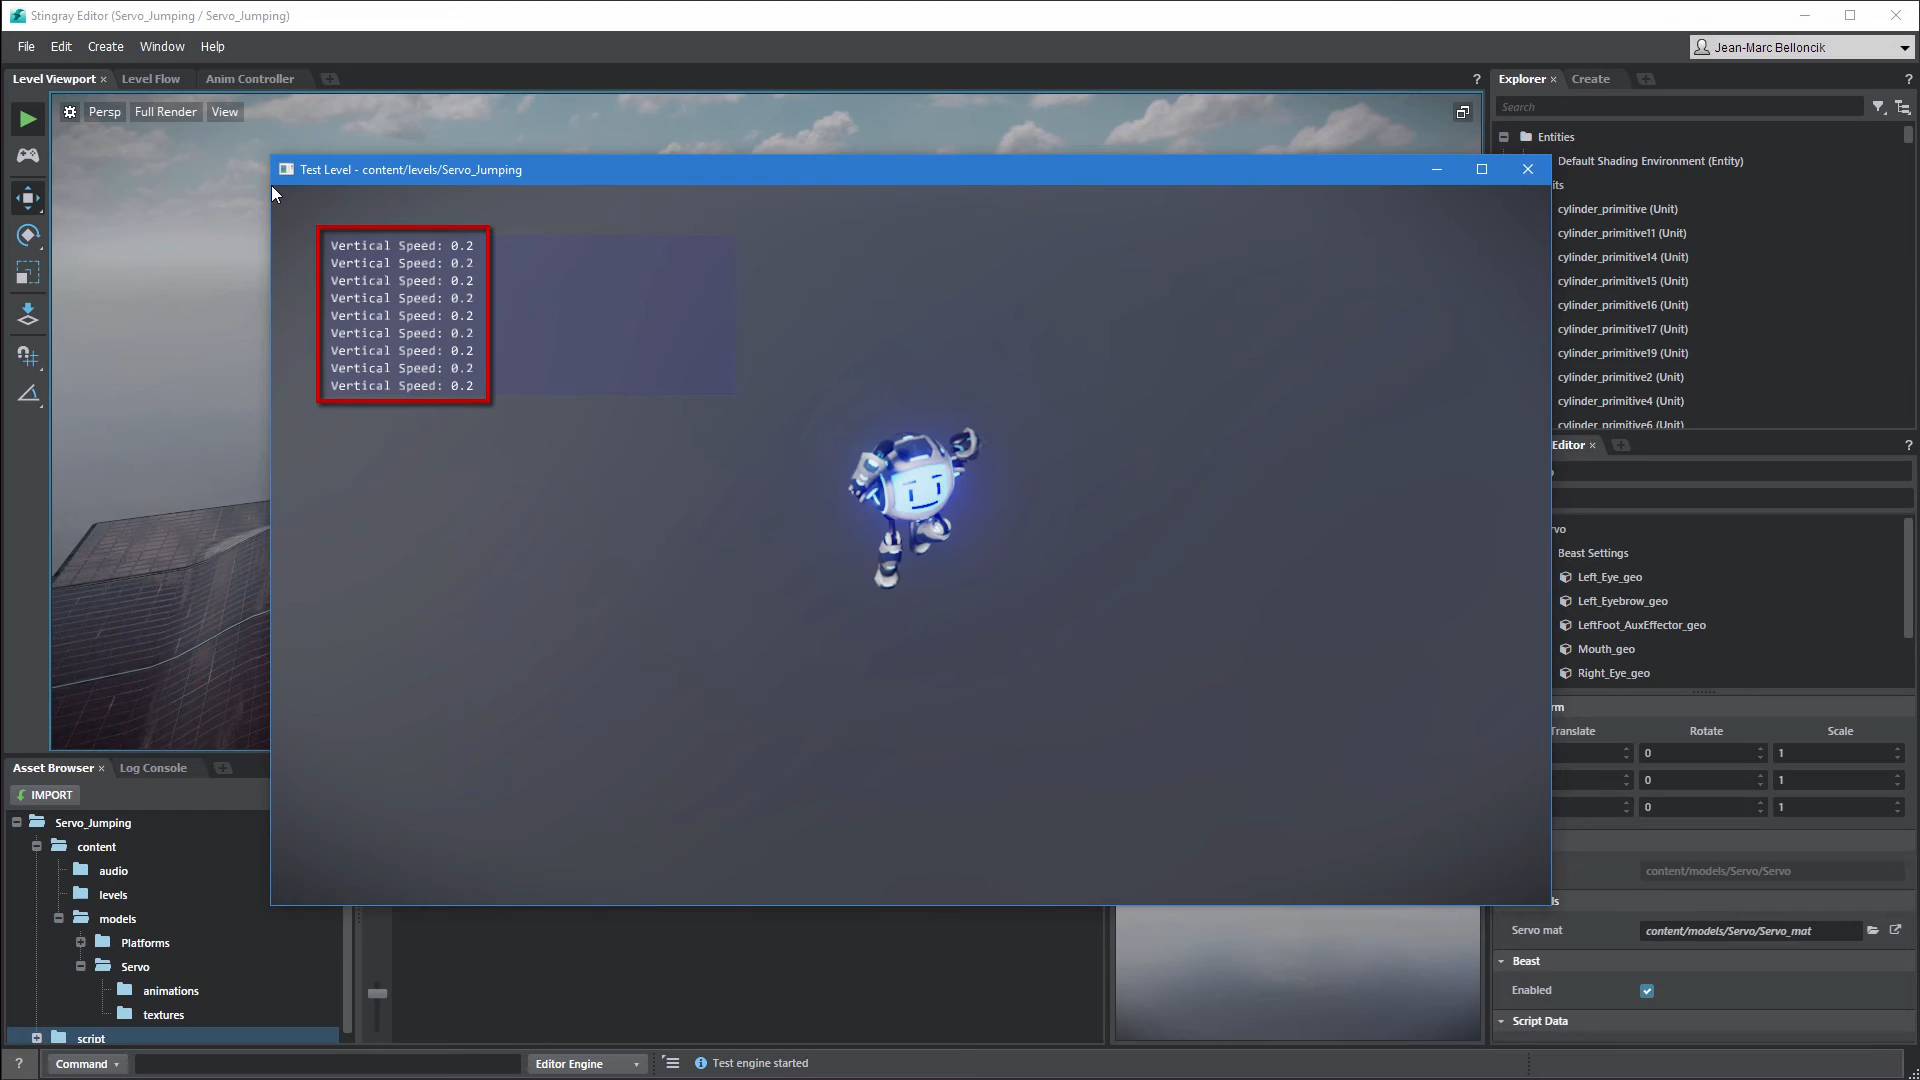 Stingray Editor (Servo_Jumping / Servo_Jumping)
File Edit Create Window Help
Jean-Marc Belloncik
Level Viewport × Level Flow Anim Controller
?
Explorer × Create
?
Persp Full Render View
Search
Entities
Default Shading Environment (Entity)
its
cylinder_primitive (Unit)
cylinder_primitive11 (Unit)
cylinder_primitive14 (Unit)
cylinder_primitive15 (Unit)
cylinder_primitive16 (Unit)
cylinder_primitive17 (Unit)
cylinder_primitive19 (Unit)
cylinder_primitive2 (Unit)
cylinder_primitive4 (Unit)
cylinder_primitive6 (Unit)
Test Level - content/levels/Servo_Jumping
Vertical Speed: 0.2
Vertical Speed: 0.2
Vertical Speed: 0.2
Vertical Speed: 0.2
Vertical Speed: 0.2
Vertical Speed: 0.2
Vertical Speed: 0.2
Vertical Speed: 0.2
Vertical Speed: 0.2
Editor ×
?
vo
Beast Settings
Left_Eye_geo
Left_Eyebrow_geo
LeftFoot_AuxEffector_geo
Mouth_geo
Right_Eye_geo
rm
Translate Rotate Scale
0 1
0 1
0 1
content/models/Servo/Servo
ls
Servo mat content/models/Servo/Servo_mat
Beast
Enabled
Script Data
Asset Browser × Log Console
IMPORT
Servo_Jumping
content
audio
levels
models
Platforms
Servo
animations
textures
script
? Command Editor Engine Test engine started